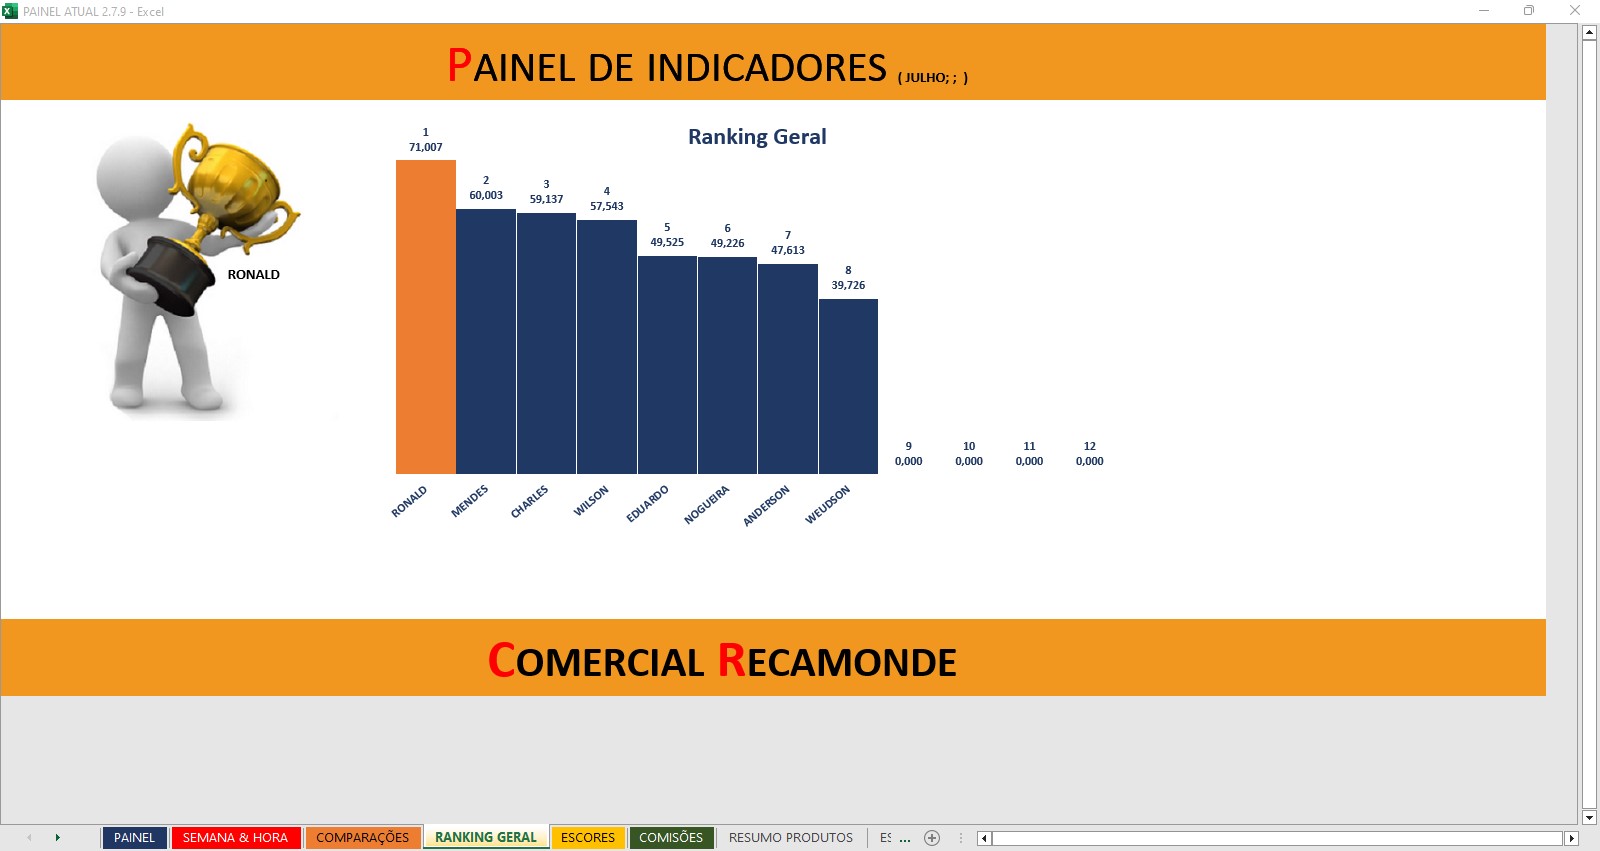 PAINEL ATUAL 2.7.9 - Excel
PAINEL DE INDICADORES ( JULHO; ;  )
Ranking Geral
1
71,007
2
60,003
3
59,137
4
57,543
5
49,525
6
49,226
7
47,613
8
39,726
9
0,000
10
0,000
11
0,000
12
0,000
RONALD
RONALD
MENDES
CHARLES
WILSON
EDUARDO
NOGUEIRA
ANDERSON
WEUDSON
COMERCIAL RECAMONDE
PAINEL
SEMANA & HORA
COMPARAÇÕES
RANKING GERAL
ESCORES
COMISÕES
RESUMO PRODUTOS
ES ...